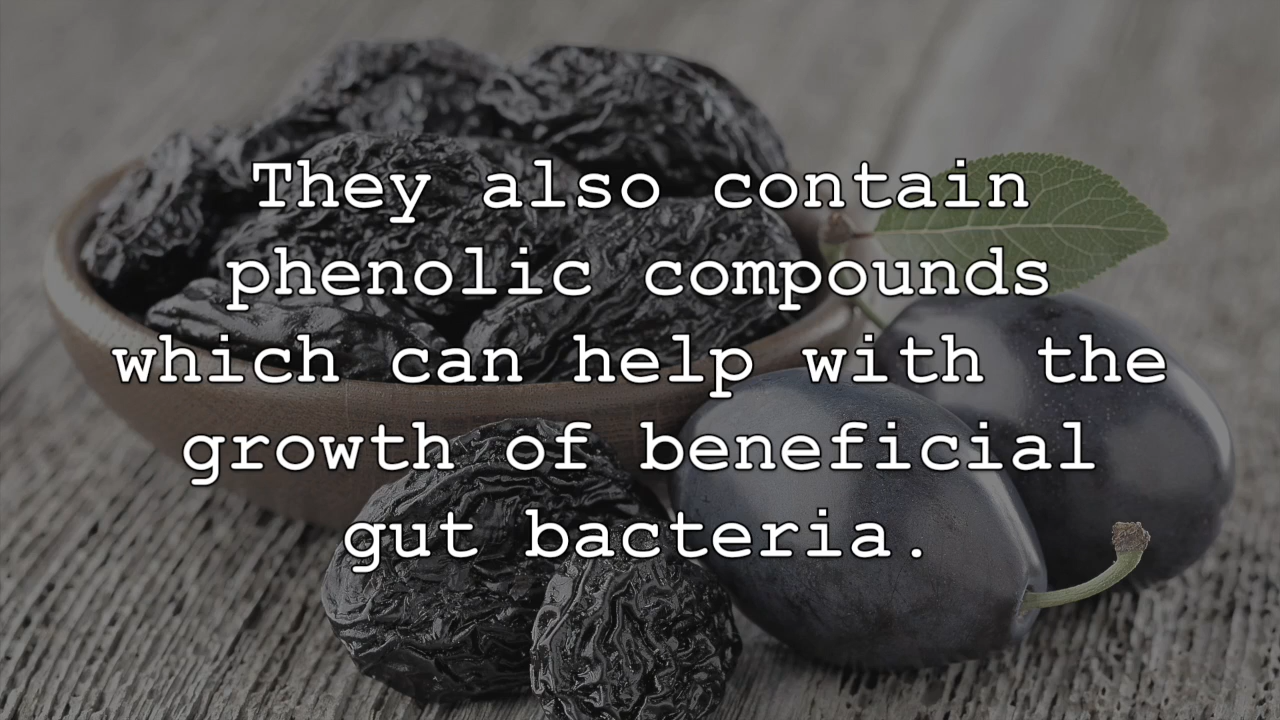 They also contain
phenolic compounds
which can help with the
growth of beneficial
gut bacteria.